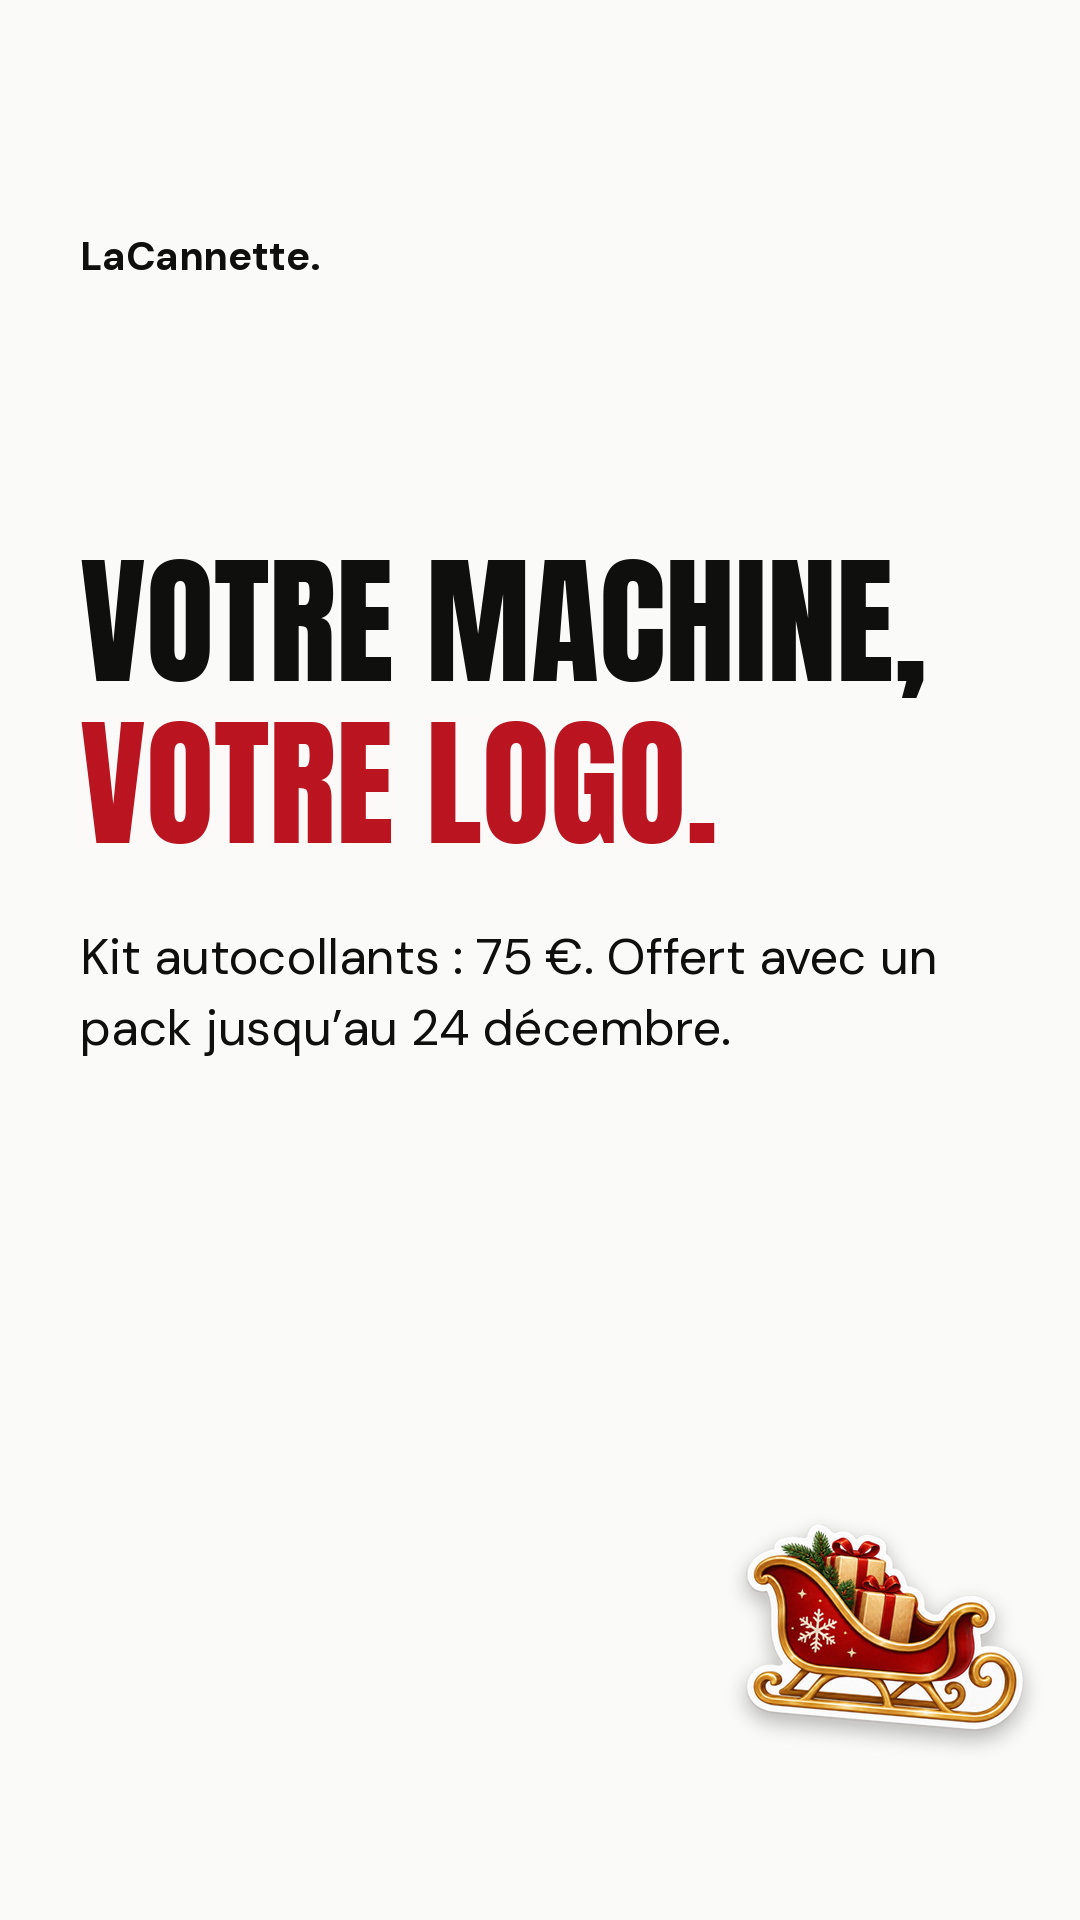 LaCannette.
VOTRE MACHINE,
VOTRE LOGO.
Kit autocollants : 75 €. Offert avec un
pack jusqu’au 24 décembre.